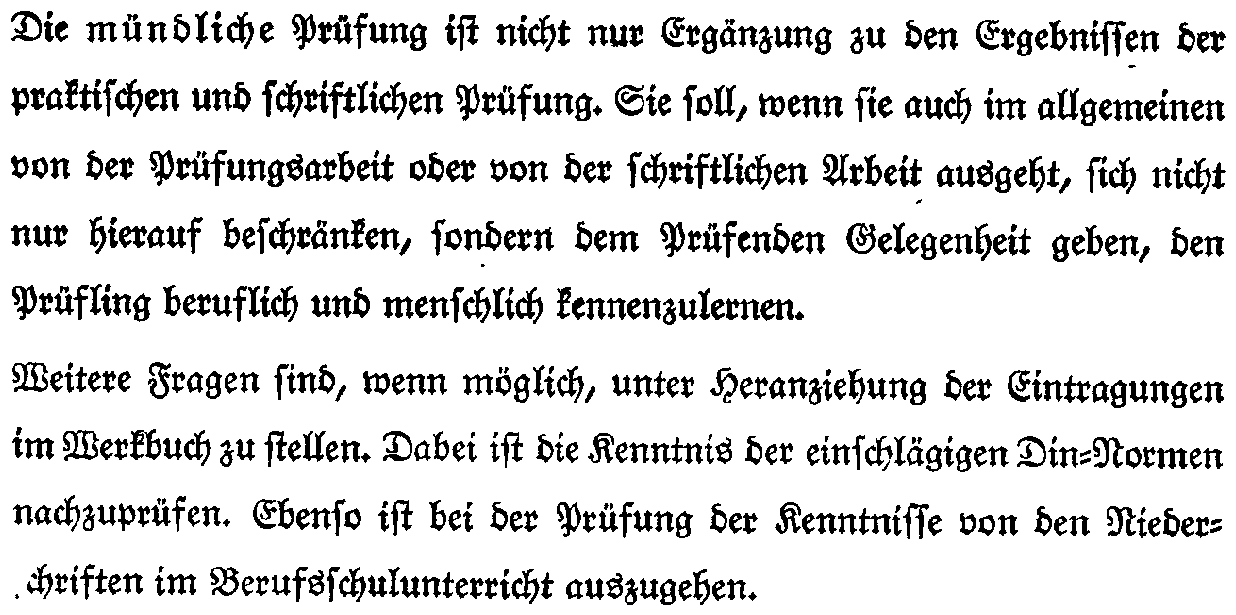 Die mündliche Prüfung ist nicht nur Ergänzung zu den Ergebnissen der
praktischen und schriftlichen Prüfung. Sie soll, wenn sie auch im allgemeinen
von der Prüfungsarbeit oder von der schriftlichen Arbeit ausgeht, sich nicht
nur hierauf beschränken, sondern dem Prüfenden Gelegenheit geben, den
Prüfling beruflich und menschlich kennenzulernen.
Weitere Fragen sind, wenn möglich, unter Heranziehung der Eintragungen
im Werkbuch zu stellen. Dabei ist die Kenntnis der einschlägigen Din-Normen
nachzuprüfen. Ebenso ist bei der Prüfung der Kenntnisse von den Nieder-
chriften im Berufsschulunterricht auszugehen.